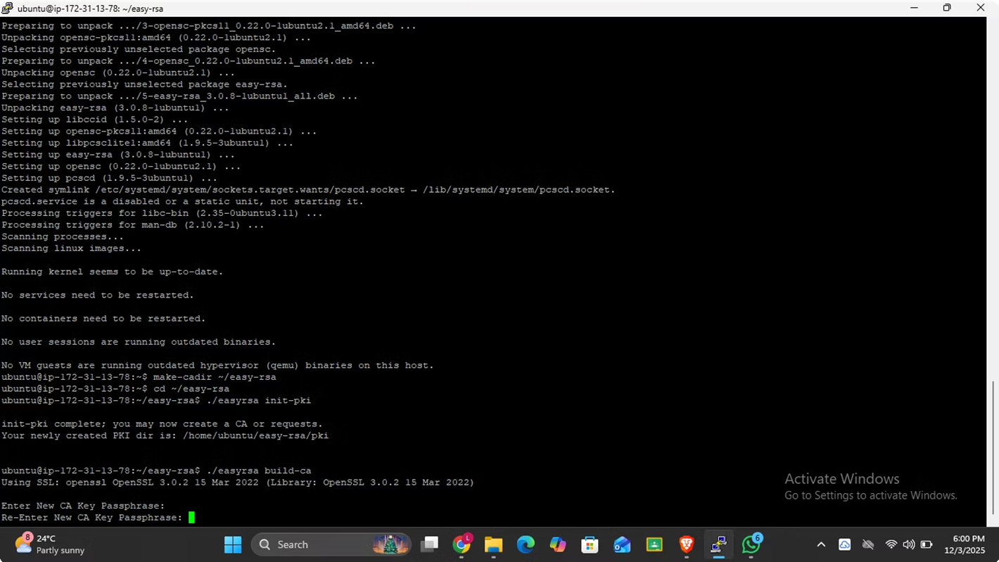 ubuntu@ip-172-31-13-78: ~/easy-rsa
Preparing to unpack .../3-opensc-pkcs11_0.22.0-1ubuntu2.1_amd64.deb ...
Unpacking opensc-pkcs11:amd64 (0.22.0-1ubuntu2.1) ...
Selecting previously unselected package opensc.
Preparing to unpack .../4-opensc_0.22.0-1ubuntu2.1_amd64.deb ...
Unpacking opensc (0.22.0-1ubuntu2.1) ...
Selecting previously unselected package easy-rsa.
Preparing to unpack .../5-easy-rsa_3.0.8-1ubuntu1_all.deb ...
Unpacking easy-rsa (3.0.8-1ubuntu1) ...
Setting up libccid (1.5.0-2) ...
Setting up opensc-pkcs11:amd64 (0.22.0-1ubuntu2.1) ...
Setting up libpcsclite1:amd64 (1.9.5-3ubuntu1) ...
Setting up easy-rsa (3.0.8-1ubuntu1) ...
Setting up opensc (0.22.0-1ubuntu2.1) ...
Setting up pcscd (1.9.5-3ubuntu1) ...
Created symlink /etc/systemd/system/sockets.target.wants/pcscd.socket → /lib/systemd/system/pcscd.socket.
pcscd.service is a disabled or a static unit, not starting it.
Processing triggers for libc-bin (2.35-0ubuntu3.11) ...
Processing triggers for man-db (2.10.2-1) ...
Scanning processes...
Scanning linux images...
Running kernel seems to be up-to-date.
No services need to be restarted.
No containers need to be restarted.
No user sessions are running outdated binaries.
No VM guests are running outdated hypervisor (qemu) binaries on this host.
ubuntu@ip-172-31-13-78:~$ make-cadir ~/easy-rsa
ubuntu@ip-172-31-13-78:~$ cd ~/easy-rsa
ubuntu@ip-172-31-13-78:~/easy-rsa$ ./easyrsa init-pki
init-pki complete; you may now create a CA or requests.
Your newly created PKI dir is: /home/ubuntu/easy-rsa/pki
ubuntu@ip-172-31-13-78:~/easy-rsa$ ./easyrsa build-ca
Using SSL: openssl OpenSSL 3.0.2 15 Mar 2022 (Library: OpenSSL 3.0.2 15 Mar 2022)
Enter New CA Key Passphrase:
Re-Enter New CA Key Passphrase:
Activate Windows
Go to Settings to activate Windows.
8
24°C
Partly sunny
Search
L
6
6:00 PM
12/3/2025